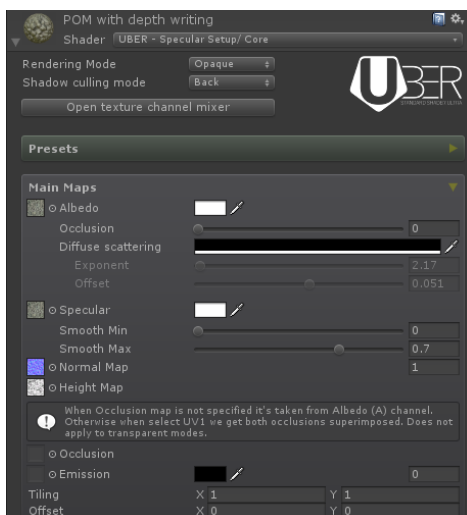 POM with depth writing
Shader UBER - Specular Setup/ Core
Rendering Mode Opaque
Shadow culling mode Back
Open texture channel mixer
UBER
STANDARD SHADER ULTRA
Presets
Main Maps
Albedo
Occlusion 0
Diffuse scattering
Exponent 2.17
Offset 0.051
Specular
Smooth Min 0
Smooth Max 0.7
Normal Map 1
Height Map
When Occlusion map is not specified it's taken from Albedo (A) channel.
Otherwise when select UV1 we get both occlusions superimposed. Does not
apply to transparent modes.
Occlusion
Emission 0
Tiling X 1 Y 1
Offset X 0 Y 0